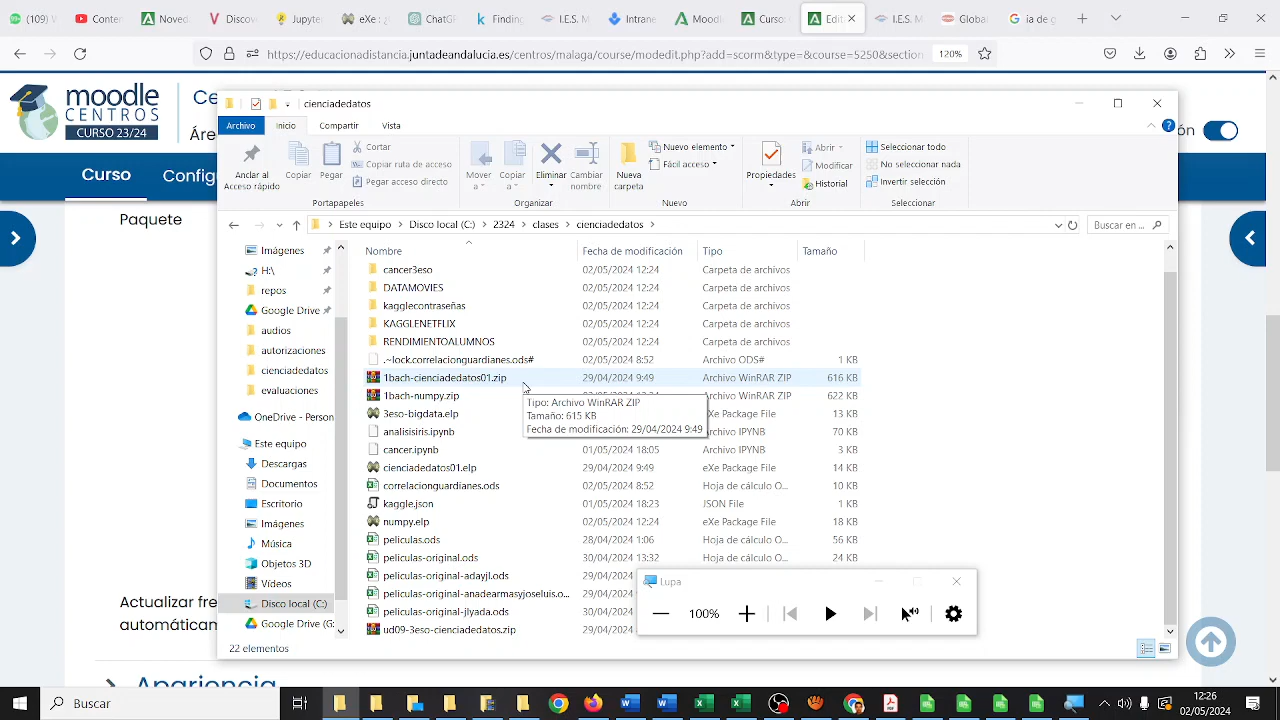 (109) W
Conter
Noved
Discov
Jupyte
eXe : g
ChatGP
Finding
I.E.S. M
Intrane
Moodl
Curso:
Edit
I.E.S. M
Global
ia de g
https://educacionadistancia.juntadeandalucia.es/centros/malaga/course/modedit.php?add=scorm&type=&course=5250&section
120%
moodle
CENTROS
CURSO 23/24
Ce
Áre
ón
Curso
Config
Paquete
Actualizar fre
automáticam
Apariencia
cienciadedatos
Archivo
Inicio
Compartir
Vista
Anclar al
Acceso rápido
Copiar
Pegar
Cortar
Copiar ruta de acceso
Pegar acceso directo
Mover
a
Copiar
a
Eliminar
Cambiar
nombre
Nueva
carpeta
Nuevo elemento
Fácil acceso
Propiedades
Abrir
Modificar
Historial
Seleccionar todo
No seleccionar nada
Invertir selección
Portapapeles
Organizar
Nuevo
Abrir
Seleccionar
Este equipo > Disco local (C:) > 2324 > clases > cienciadedatos >
Buscar en ...
Imágenes
H:\
repos
Google Drive
audios
autorizaciones
cienciadedatos
evaluaciones
OneDrive - Person
Este equipo
Descargas
Documentos
Escritorio
Imágenes
Música
Objetos 3D
Vídeos
Disco local (C:)
Google Drive (G:
Nombre Fecha de modificación Tipo Tamaño
cancer3eso 02/05/2024 12:24 Carpeta de archivos
DATAMOVIES 02/05/2024 12:24 Carpeta de archivos
kagglecontraseñas 02/05/2024 12:24 Carpeta de archivos
KAGGLENETFLIX 02/05/2024 12:24 Carpeta de archivos
RENDIMIENTOALUMNOS 02/05/2024 12:24 Carpeta de archivos
.~lock.correlacionguardianes.ods# 02/05/2024 8:52 Archivo ODS# 1 KB
1bach-cienciadedatos01.zip 29/04/2024 9:49 Archivo WinRAR ZIP 616 KB
1bach-numpy.zip Archivo WinRAR ZIP 622 KB
3eso-bigdata.elp eXe Package File 13 KB
analisisiris.ipynb Archivo IPYNB 70 KB
cancer.ipynb 01/05/2024 18:05 Archivo IPYNB 3 KB
cienciadedatos01.elp 29/04/2024 9:49 eXe Package File 14 KB
correlacionguardianes.ods 02/05/2024 8:52 Hoja de cálculo O... 10 KB
kaggle.json 01/05/2024 18:23 JSON File 1 KB
numpy.elp 02/05/2024 12:24 eXe Package File 18 KB
peliculas.ods 28/04/2024 1:06 Hoja de cálculo O... 56 KB
peliculas-original.ods 30/04/2024 13:32 Hoja de cálculo O... 24 KB
peliculas-original-adayjl.ods 29/04
peliculas-original-anadearmasyjoseluis.o... 29/04
peliculas-original-jlyada.ods 30/04
ud09-3eso-cienciadedatos.zip 29/04
Tipo: Archivo WinRAR ZIP
Tamaño: 615 KB
Fecha de modificación: 29/04/2024 9:49
Lupa
100%
22 elementos
Buscar
12:26
02/05/2024